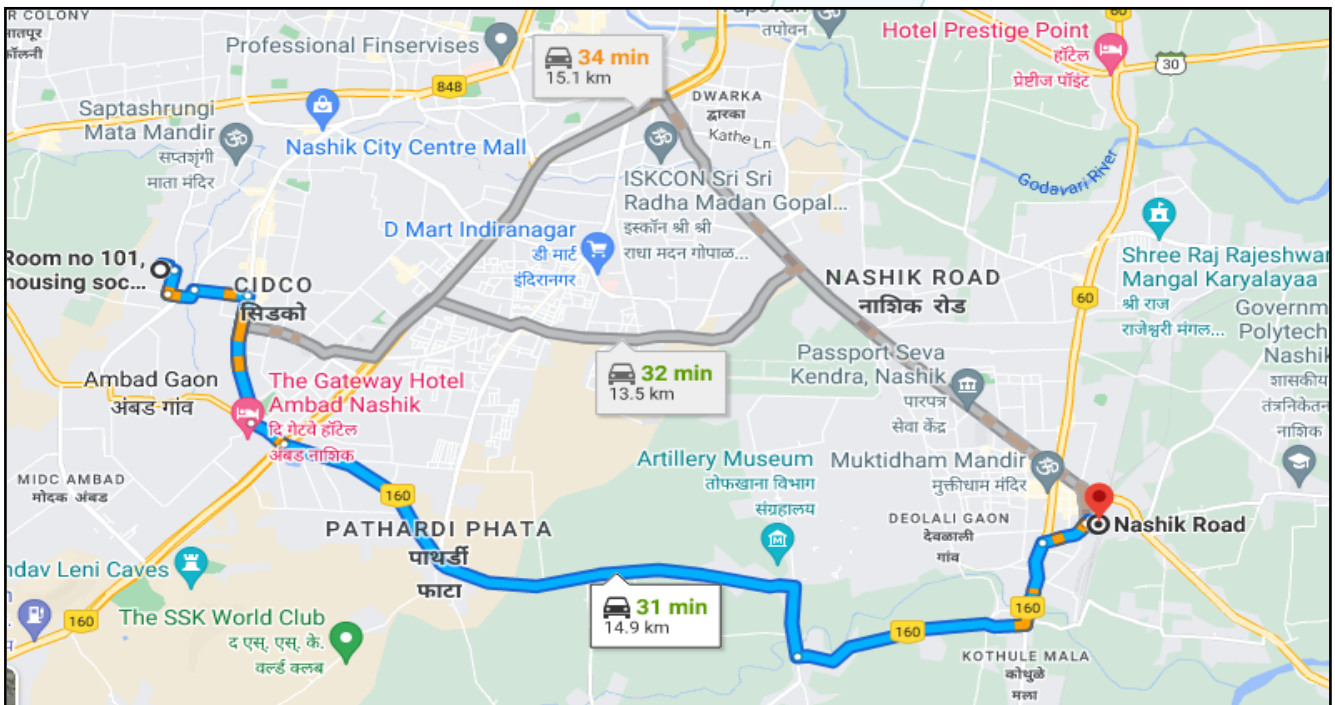 R COLONY
ातपूर
ॉलनी
Professional Finservises
848
34 min
15.1 km
तपोवन
60
Hotel Prestige Point
हॉटेल
प्रेष्टीज पॉइंट
30
DWARKA
द्वारका
Kathe Ln
Saptashrungi
Mata Mandir
सप्तशृंगी
माता मंदिर
Nashik City Centre Mall
ISKCON Sri Sri
Radha Madan Gopal...
इस्कॉन श्री श्री
राधा मदन गोपाळ...
Godavari River
D Mart Indiranagar
डी मार्ट
इंदिरानगर
Shree Raj Rajeshwar
Mangal Karyalayaa
श्री राज
राजेश्वरी मंगल...
Room no 101,
housing soc...
CIDCO
सिडको
NASHIK ROAD
नाशिक रोड
60
Governm
Polytech
Nashik
शासकीय
तंत्रनिकेतन
नाशिक
Passport Seva
Kendra, Nashik
पारपत्र
सेवा केंद्र
32 min
13.5 km
Ambad Gaon
अंबड गांव
The Gateway Hotel
Ambad Nashik
दि गेटवे हॉटेल
अंबड नाशिक
MIDC AMBAD
मोदक अंबड
160
Artillery Museum
तोफखाना विभाग
संग्रहालय
Muktidham Mandir
मुक्तीधाम मंदिर
DEOLALI GAON
देवळाली
गांव
Nashik Road
PATHARDI PHATA
पाथर्डी
फाटा
ndav Leni Caves
160
The SSK World Club
द एस्. एस्. के.
वर्ल्ड क्लब
31 min
14.9 km
160
160
KOTHULE MALA
कोथुळे
मला